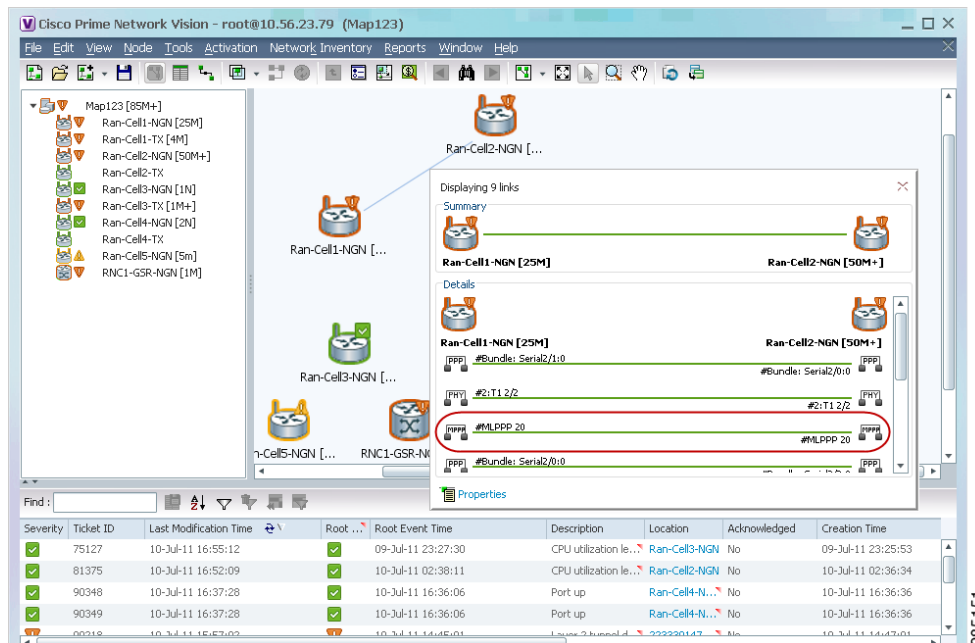 Cisco Prime Network Vision - root@10.56.23.79 (Map123)
File Edit View Node Tools Activation Network Inventory Reports Window Help
Map123 [85M+]
Ran-Cell1-NGN [25M]
Ran-Cell1-TX [4M]
Ran-Cell2-NGN [50M+]
Ran-Cell2-TX
Ran-Cell3-NGN [1N]
Ran-Cell3-TX [1M+]
Ran-Cell4-NGN [2N]
Ran-Cell4-TX
Ran-Cell5-NGN [5m]
RNC1-GSR-NGN [1M]
Ran-Cell2-NGN [...
Ran-Cell1-NGN [...
Ran-Cell3-NGN [...
n-Cell5-NGN [...
RNC1-GSR-N
Displaying 9 links
Summary
Ran-Cell1-NGN [25M] Ran-Cell2-NGN [50M+]
Details
Ran-Cell1-NGN [25M] Ran-Cell2-NGN [50M+]
PPP #Bundle: Serial2/1:0 PPP
#Bundle: Serial2/0:0
PHY #2:T1 2/2 PHY
#2:T1 2/2
MPPP #MLPPP 20 MPPP
#MLPPP 20
PPP #Bundle: Serial2/0:0 PPP
Properties
Find :
Severity Ticket ID Last Modification Time Root ... Root Event Time Description Location Acknowledged Creation Time
75127 10-Jul-11 16:55:12 09-Jul-11 23:27:30 CPU utilization le... Ran-Cell3-NGN No 09-Jul-11 23:25:53
81375 10-Jul-11 16:52:09 10-Jul-11 02:38:11 CPU utilization le... Ran-Cell2-NGN No 10-Jul-11 02:36:34
90348 10-Jul-11 16:37:28 10-Jul-11 16:36:06 Port up Ran-Cell4-N... No 10-Jul-11 16:36:36
90349 10-Jul-11 16:37:28 10-Jul-11 16:36:06 Port up Ran-Cell4-N... No 10-Jul-11 16:36:36